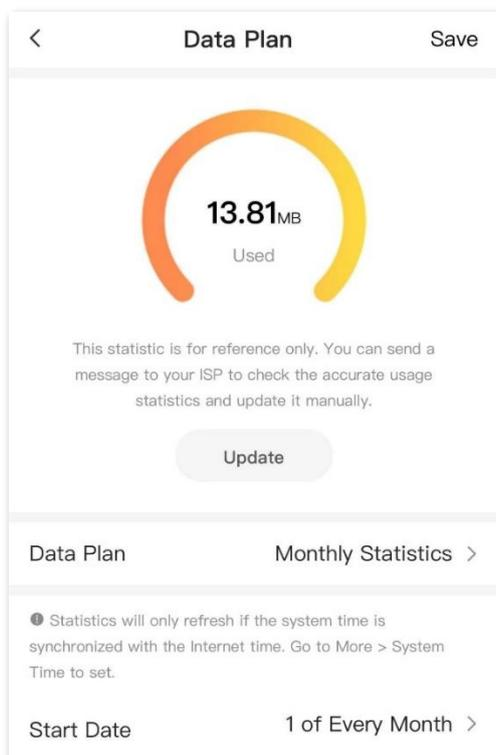 Data Plan Save
13.81MB
Used
This statistic is for reference only. You can send a
message to your ISP to check the accurate usage
statistics and update it manually.
Update
Data Plan Monthly Statistics
Statistics will only refresh if the system time is
synchronized with the Internet time. Go to More > System
Time to set.
Start Date 1 of Every Month